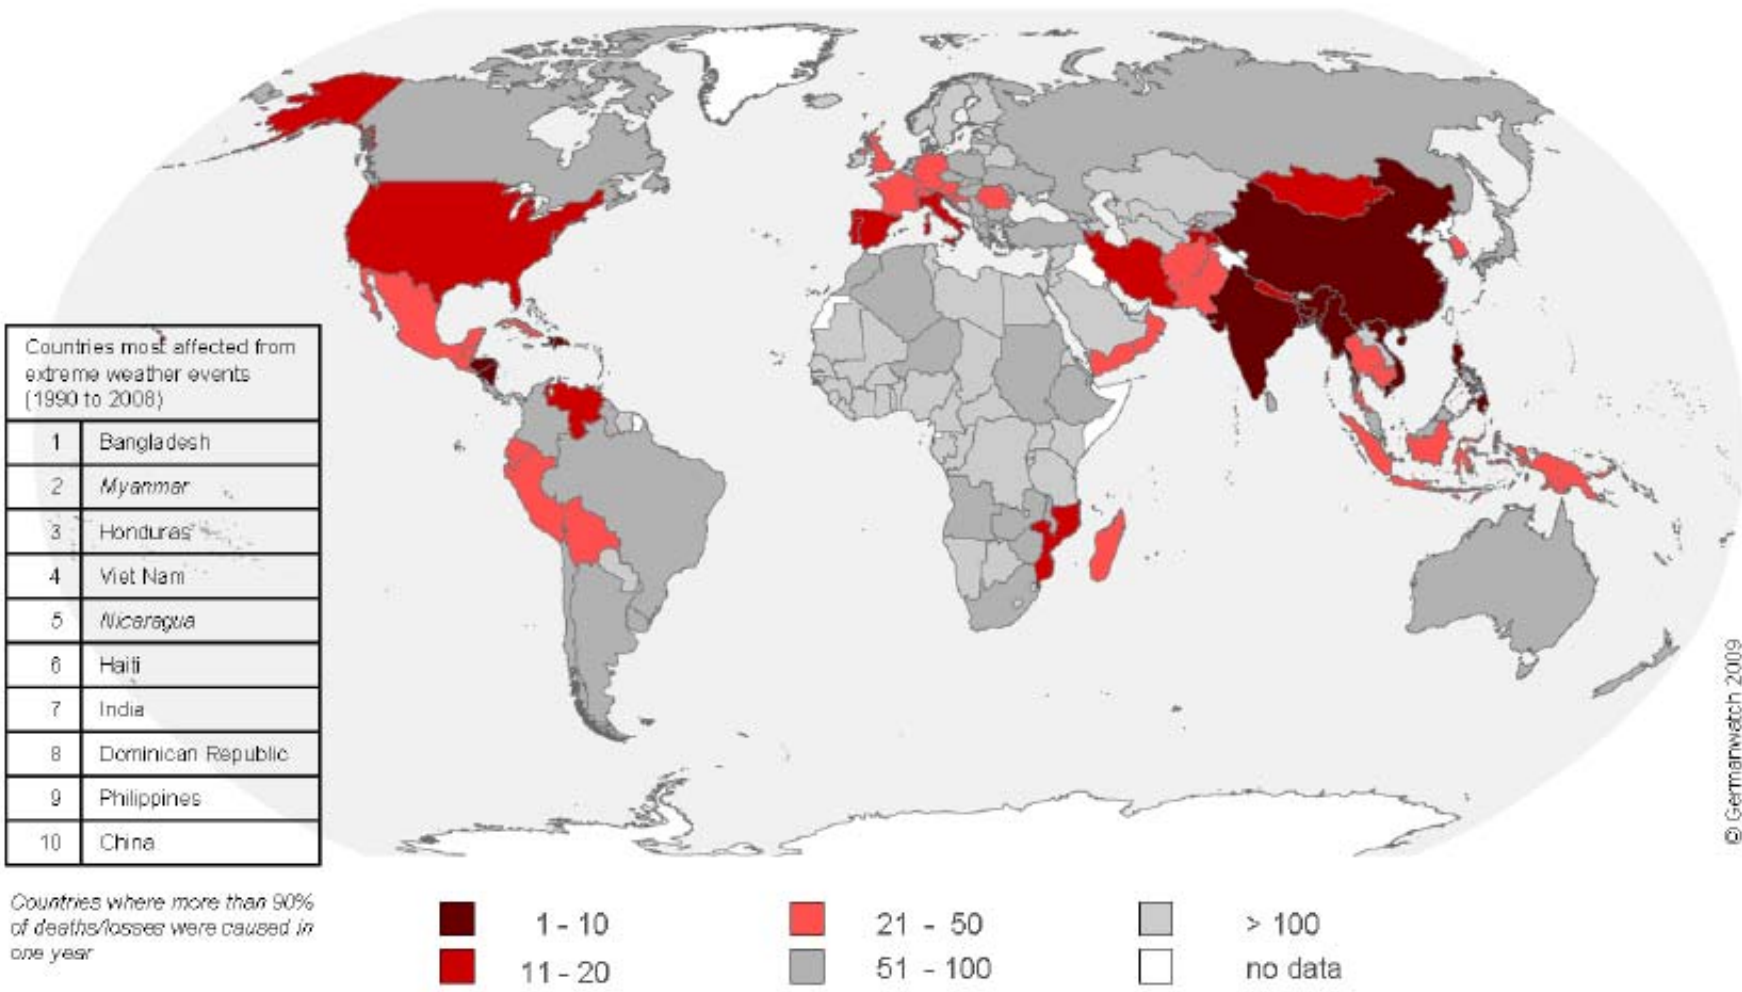 Countries most affected from
extreme weather events
(1990 to 2008)
1 Bangladesh
2 Myanmar
3 Honduras
4 Viet Nam
5 Nicaragua
6 Haiti
7 India
8 Dominican Republic
9 Philippines
10 China
Countries where more than 90%
of deaths/losses were caused in
one year
1 - 10
11 - 20
21 - 50
51 - 100
> 100
no data
© Germanwatch 2009